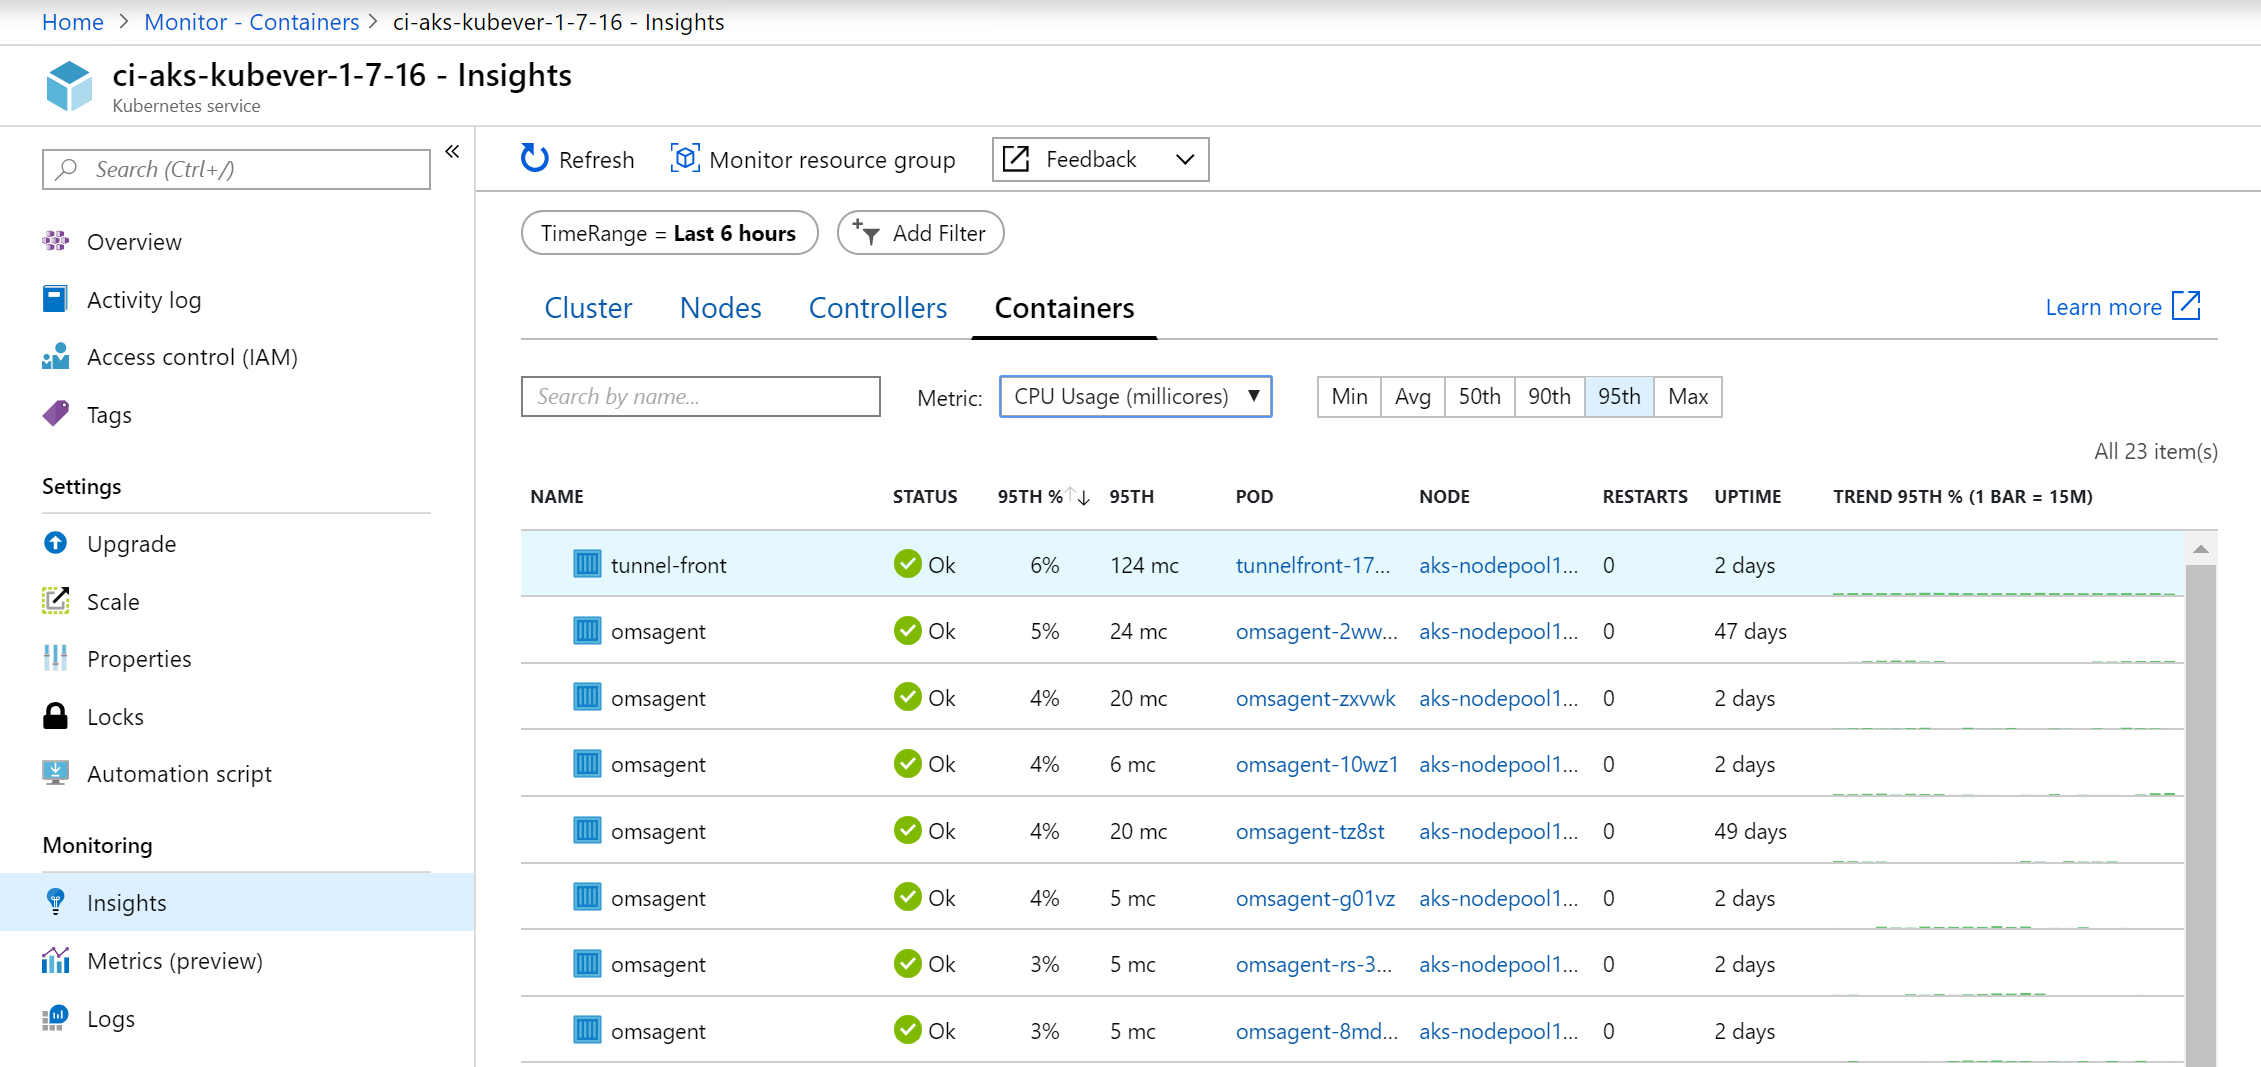 Home > Monitor - Containers > ci-aks-kubever-1-7-16 - Insights
ci-aks-kubever-1-7-16 - Insights
Kubernetes service
Search (Ctrl+/)
«
Overview
Activity log
Access control (IAM)
Tags
Settings
Upgrade
Scale
Properties
Locks
Automation script
Monitoring
Insights
Metrics (preview)
Logs
Refresh
Monitor resource group
Feedback
TimeRange = Last 6 hours
Add Filter
Cluster Nodes Controllers Containers
Learn more
Search by name...
Metric: CPU Usage (millicores)
Min Avg 50th 90th 95th Max
All 23 item(s)
NAME STATUS 95TH %↑↓ 95TH POD NODE RESTARTS UPTIME TREND 95TH % (1 BAR = 15M)
tunnel-front Ok 6% 124 mc tunnelfront-17... aks-nodepool1... 0 2 days
omsagent Ok 5% 24 mc omsagent-2ww... aks-nodepool1... 0 47 days
omsagent Ok 4% 20 mc omsagent-zxvwk aks-nodepool1... 0 2 days
omsagent Ok 4% 6 mc omsagent-10wz1 aks-nodepool1... 0 2 days
omsagent Ok 4% 20 mc omsagent-tz8st aks-nodepool1... 0 49 days
omsagent Ok 4% 5 mc omsagent-g01vz aks-nodepool1... 0 2 days
omsagent Ok 3% 5 mc omsagent-rs-3... aks-nodepool1... 0 2 days
omsagent Ok 3% 5 mc omsagent-8md... aks-nodepool1... 0 2 days